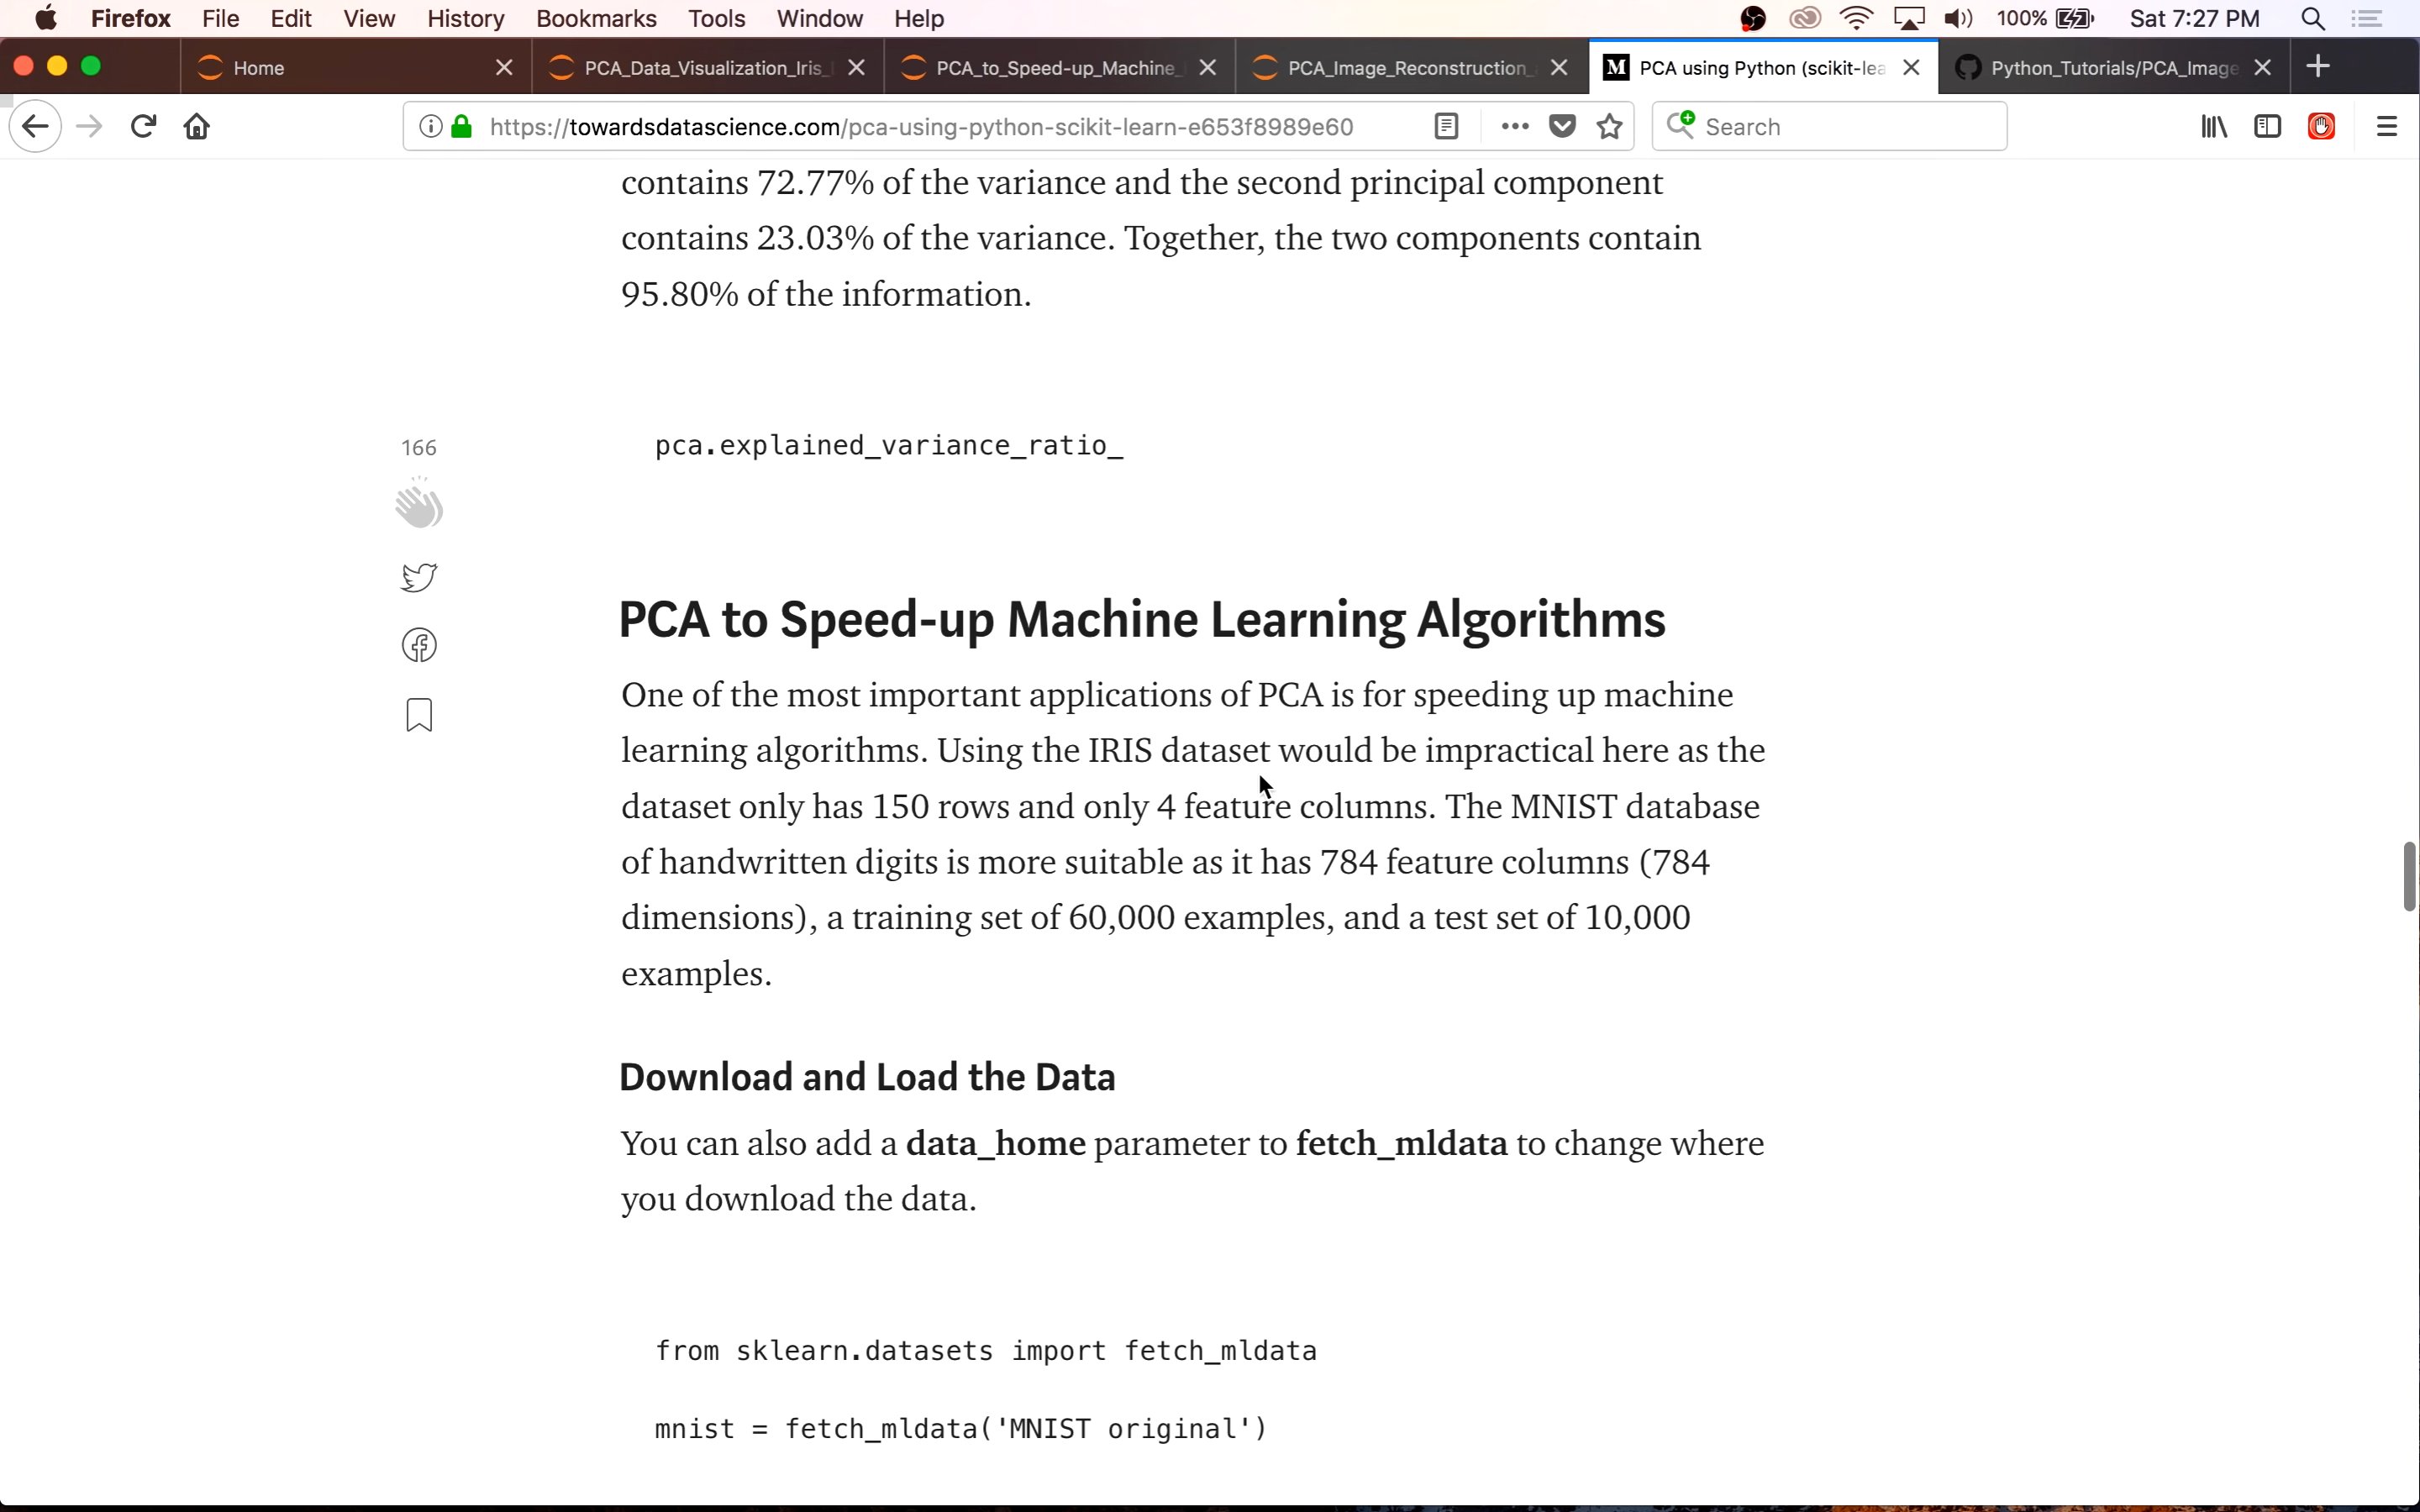 Firefox File Edit View History Bookmarks Tools Window Help 100% Sat 7:27 PM
Home PCA_Data_Visualization_Iris_ PCA_to_Speed-up_Machine_ PCA_Image_Reconstruction_ M PCA using Python (scikit-lea Python_Tutorials/PCA_Image
https://towardsdatascience.com/pca-using-python-scikit-learn-e653f8989e60 Search
contains 72.77% of the variance and the second principal component
contains 23.03% of the variance. Together, the two components contain
95.80% of the information.
166
pca.explained_variance_ratio_
PCA to Speed-up Machine Learning Algorithms
One of the most important applications of PCA is for speeding up machine
learning algorithms. Using the IRIS dataset would be impractical here as the
dataset only has 150 rows and only 4 feature columns. The MNIST database
of handwritten digits is more suitable as it has 784 feature columns (784
dimensions), a training set of 60,000 examples, and a test set of 10,000
examples.
Download and Load the Data
You can also add a data_home parameter to fetch_mldata to change where
you download the data.
from sklearn.datasets import fetch_mldata
mnist = fetch_mldata('MNIST original')